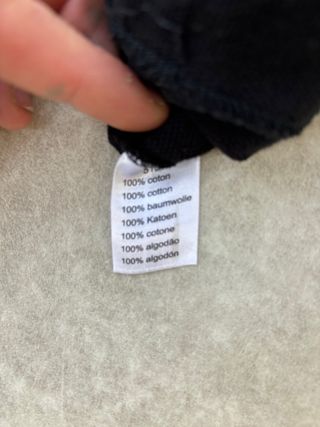 100% coton
100% cotton
100% baumwolle
100% Katoen
100% cotone
100% algodão
100% algodón